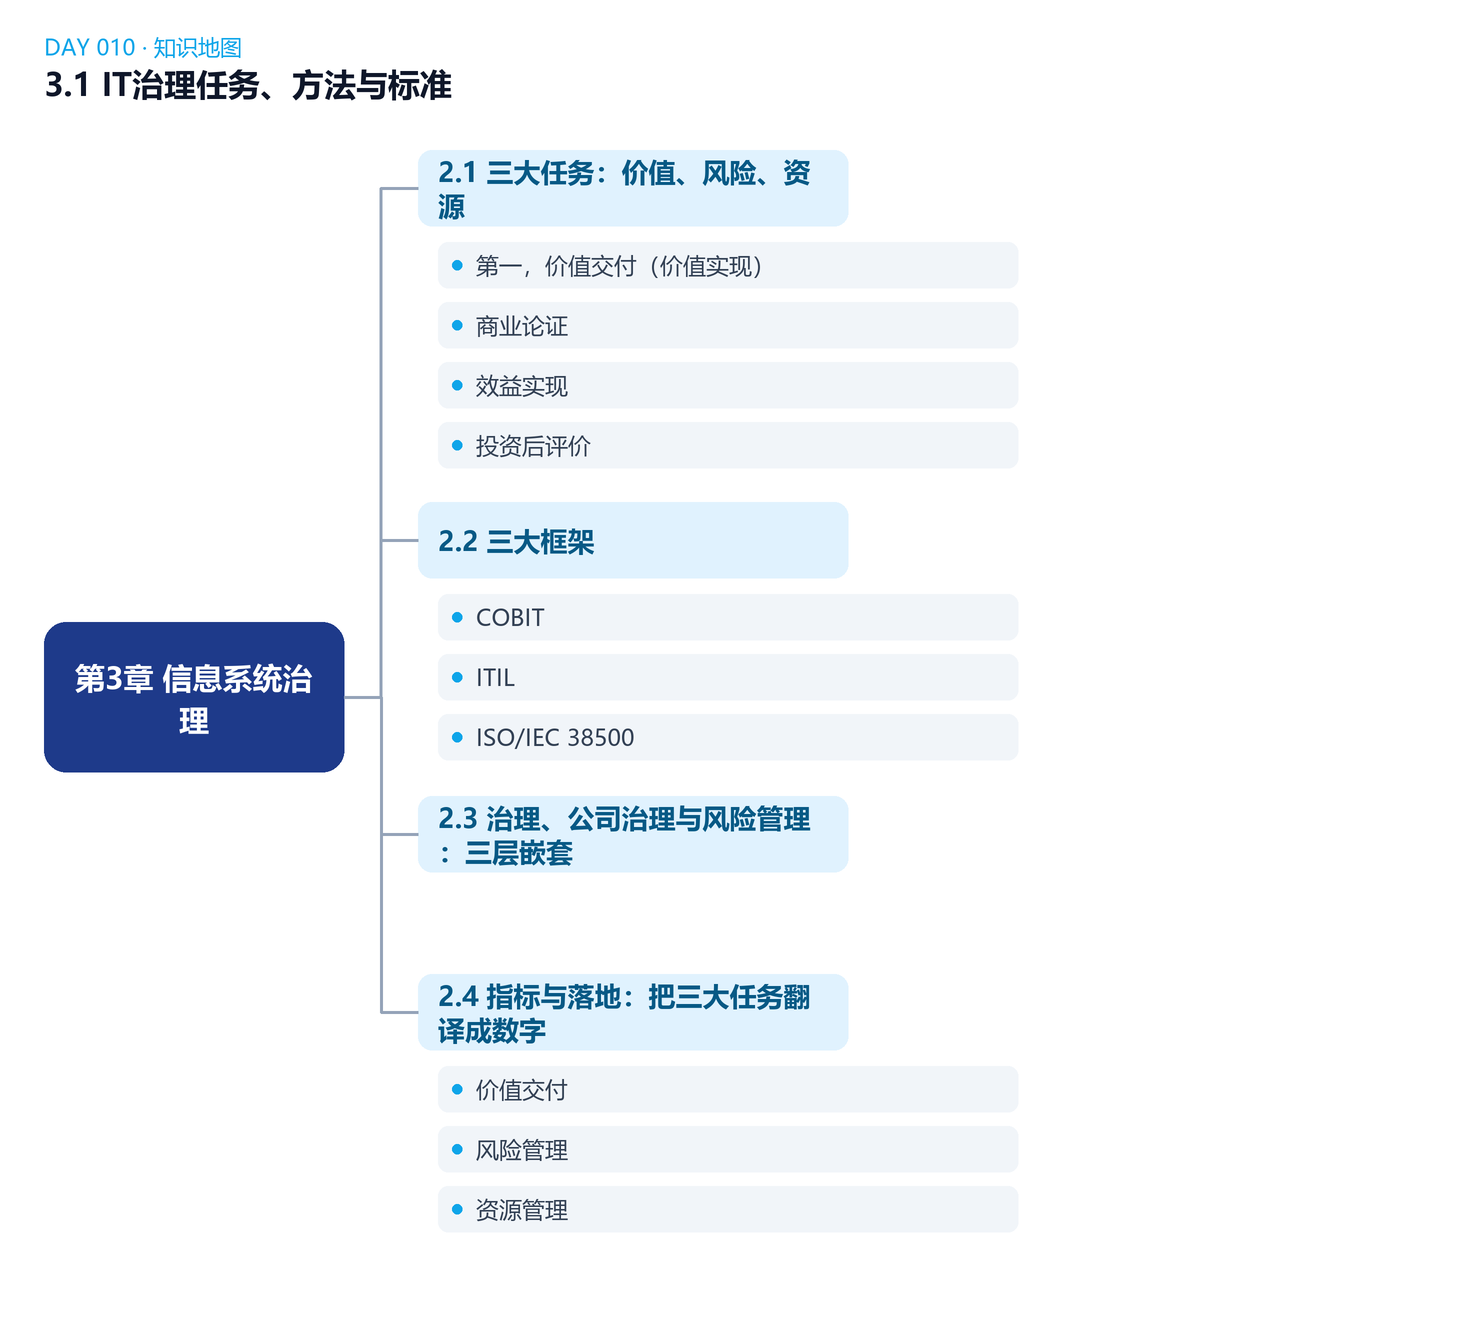 DAY 010 · 知识地图
3.1 IT治理任务、方法与标准
2.1 三大任务：价值、风险、资
源
第一，价值交付（价值实现）
商业论证
效益实现
投资后评价
2.2 三大框架
COBIT
ITIL
ISO/IEC 38500
第3章 信息系统治
理
2.3 治理、公司治理与风险管理
：三层嵌套
2.4 指标与落地：把三大任务翻
译成数字
价值交付
风险管理
资源管理